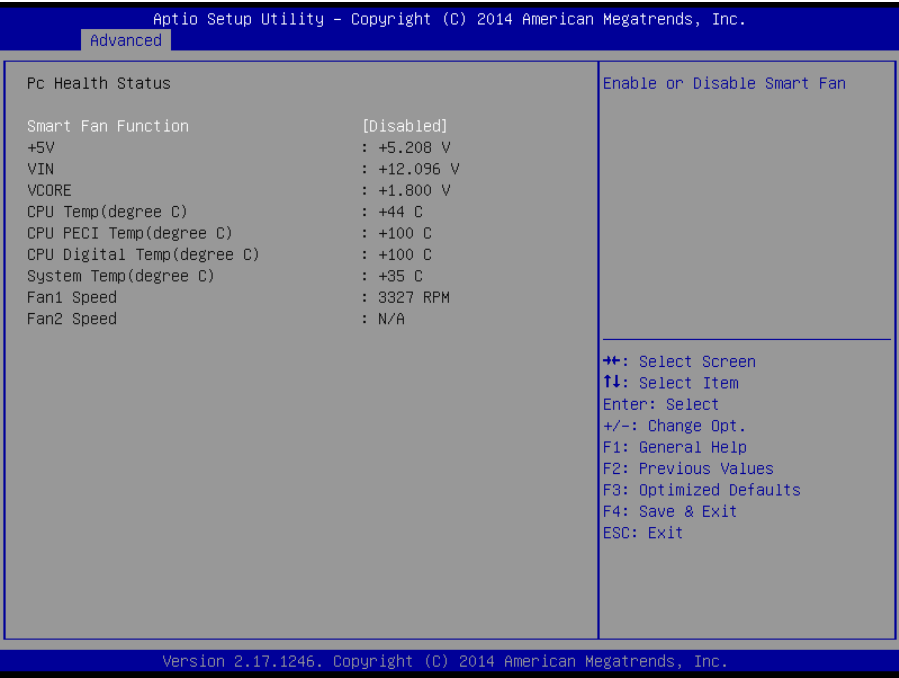 Aptio Setup Utility – Copyright (C) 2014 American Megatrends, Inc.
Advanced
Pc Health Status
Smart Fan Function [Disabled]
+5V : +5.208 V
VIN : +12.096 V
VCORE : +1.800 V
CPU Temp(degree C) : +44 C
CPU PECI Temp(degree C) : +100 C
CPU Digital Temp(degree C) : +100 C
System Temp(degree C) : +35 C
Fan1 Speed : 3327 RPM
Fan2 Speed : N/A
Enable or Disable Smart Fan
→←: Select Screen
↑↓: Select Item
Enter: Select
+/-: Change Opt.
F1: General Help
F2: Previous Values
F3: Optimized Defaults
F4: Save & Exit
ESC: Exit
Version 2.17.1246. Copyright (C) 2014 American Megatrends, Inc.